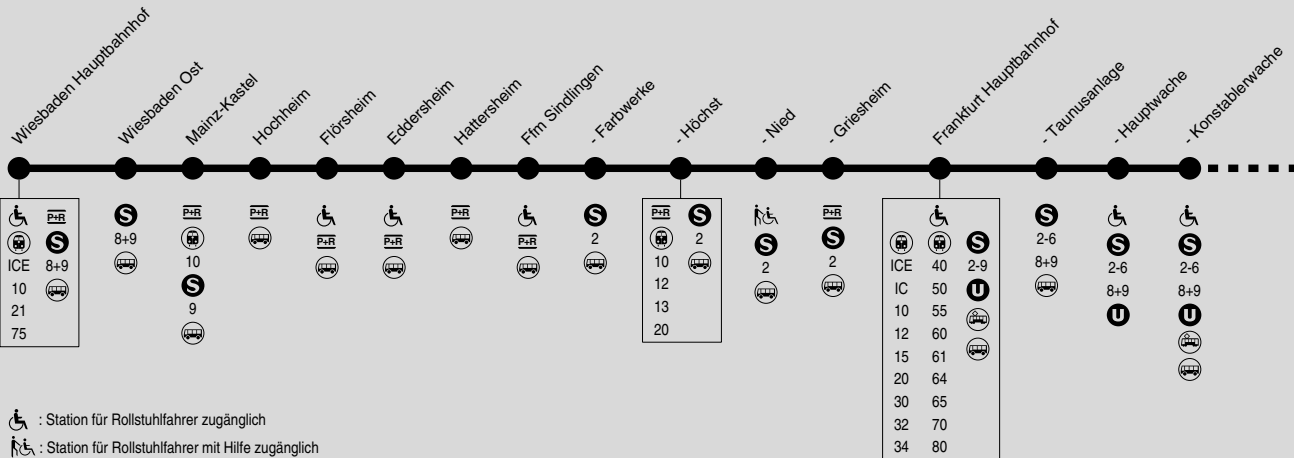 Wiesbaden Hauptbahnhof
Wiesbaden Ost
Mainz-Kastel
Hochheim
Flörsheim
Eddersheim
Hattersheim
Ffm Sindlingen
- Farbwerke
- Höchst
- Nied
- Griesheim
Frankfurt Hauptbahnhof
- Taunusanlage
- Hauptwache
- Konstablerwache
P+R
S
ICE 8+9
10
21
75
S
8+9
P+R
10
S
9
P+R
P+R
P+R
P+R
P+R
S
2
P+R S
2
10
12
13
20
S
2
P+R
S
2
S
ICE 40 2-9
IC 50 U
10 55
12 60
15 61
20 64
30 65
32 70
34 80
S
2-6
8+9
S
2-6
8+9
U
S
2-6
8+9
U
: Station für Rollstuhlfahrer zugänglich
: Station für Rollstuhlfahrer mit Hilfe zugänglich